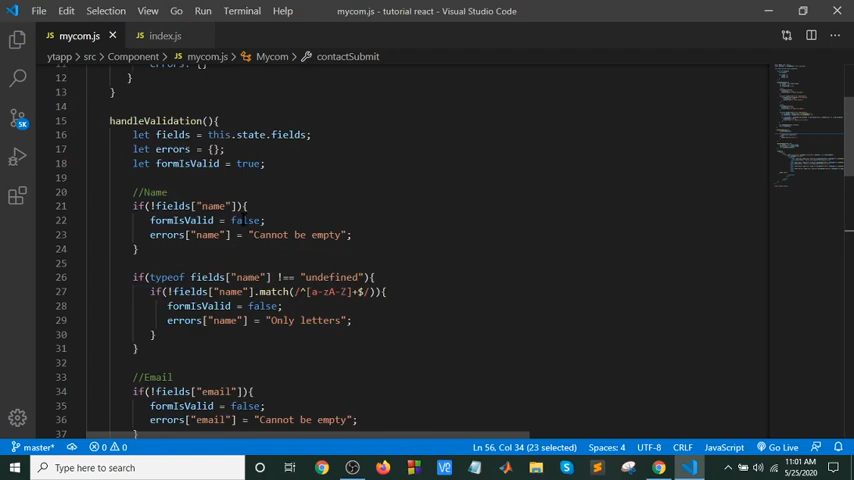 File Edit Selection View Go Run Terminal Help mycom.js - tutorial react - Visual Studio Code
mycom.js index.js
ytapp > src > Component > mycom.js > Mycom > contactSubmit
11 errors: {}
12 }
13 }
14
15 handleValidation(){
16 let fields = this.state.fields;
17 let errors = {};
18 let formIsValid = true;
19
20 //Name
21 if(!fields["name"]){
22 formIsValid = false;
23 errors["name"] = "Cannot be empty";
24 }
25
26 if(typeof fields["name"] !== "undefined"){
27 if(!fields["name"].match(/^[a-zA-Z]+$/)){
28 formIsValid = false;
29 errors["name"] = "Only letters";
30 }
31 }
32
33 //Email
34 if(!fields["email"]){
35 formIsValid = false;
36 errors["email"] = "Cannot be empty";
37 }
5K
master* 0 0 Ln 56, Col 34 (23 selected) Spaces: 4 UTF-8 CRLF JavaScript Go Live
Type here to search
11:01 AM
5/25/2020